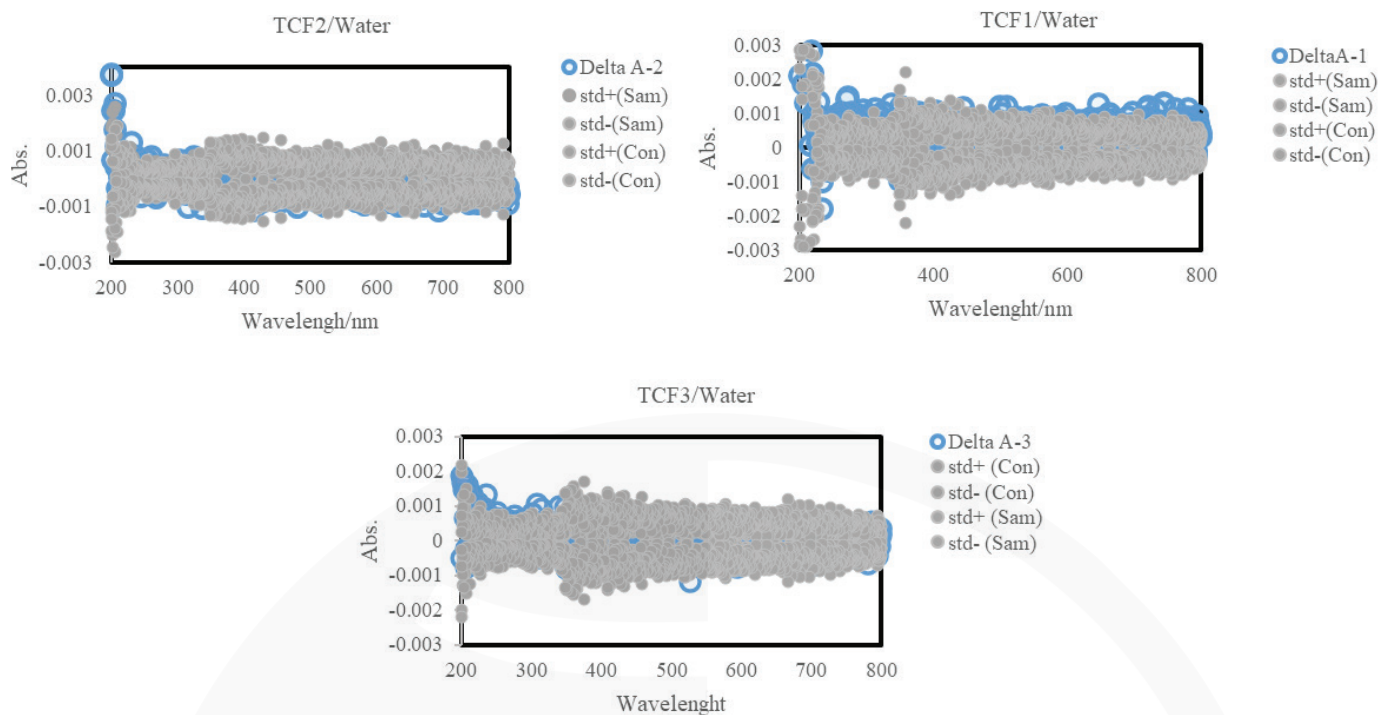 TCF2/Water
0.003
0.001
-0.001
-0.003
Abs.
200 300 400 500 600 700 800
Wavelengh/nm
Delta A-2
std+(Sam)
std-(Sam)
std+(Con)
std-(Con)
TCF1/Water
0.003
0.002
0.001
0
-0.001
-0.002
-0.003
Abs.
200 400 600 800
Wavelenght/nm
DeltaA-1
std+(Sam)
std-(Sam)
std+(Con)
std-(Con)
TCF3/Water
0.003
0.002
0.001
0
-0.001
-0.002
-0.003
Abs.
200 300 400 500 600 700 800
Wavelenght
Delta A-3
std+ (Con)
std- (Con)
std+ (Sam)
std- (Sam)